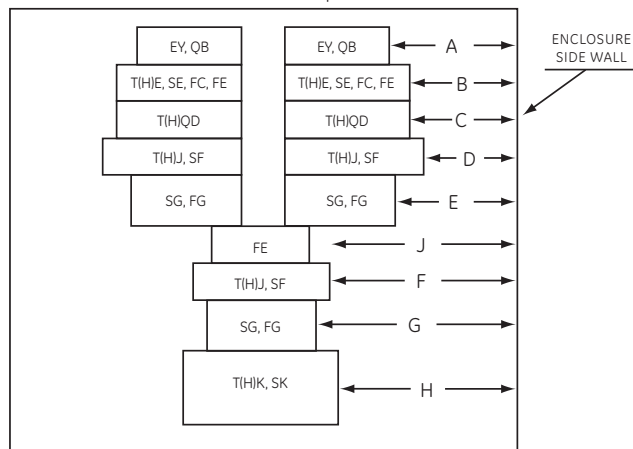 EY, QB EY, QB A
ENCLOSURE
SIDE WALL
T(H)E, SE, FC, FE T(H)E, SE, FC, FE B
T(H)QD T(H)QD C
T(H)J, SF T(H)J, SF D
SG, FG SG, FG E
FE J
T(H)J, SF F
SG, FG G
T(H)K, SK H